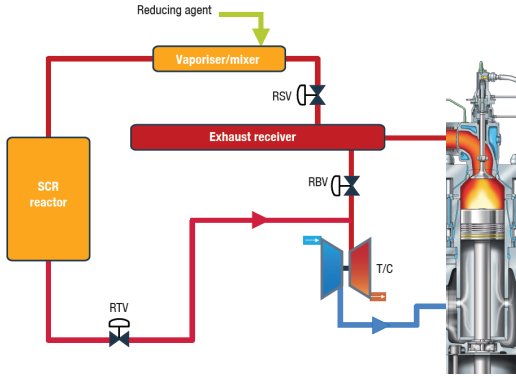 Reducing agent
Vaporiser/mixer
RSV
Exhaust receiver
RBV
SCR
reactor
T/C
RTV